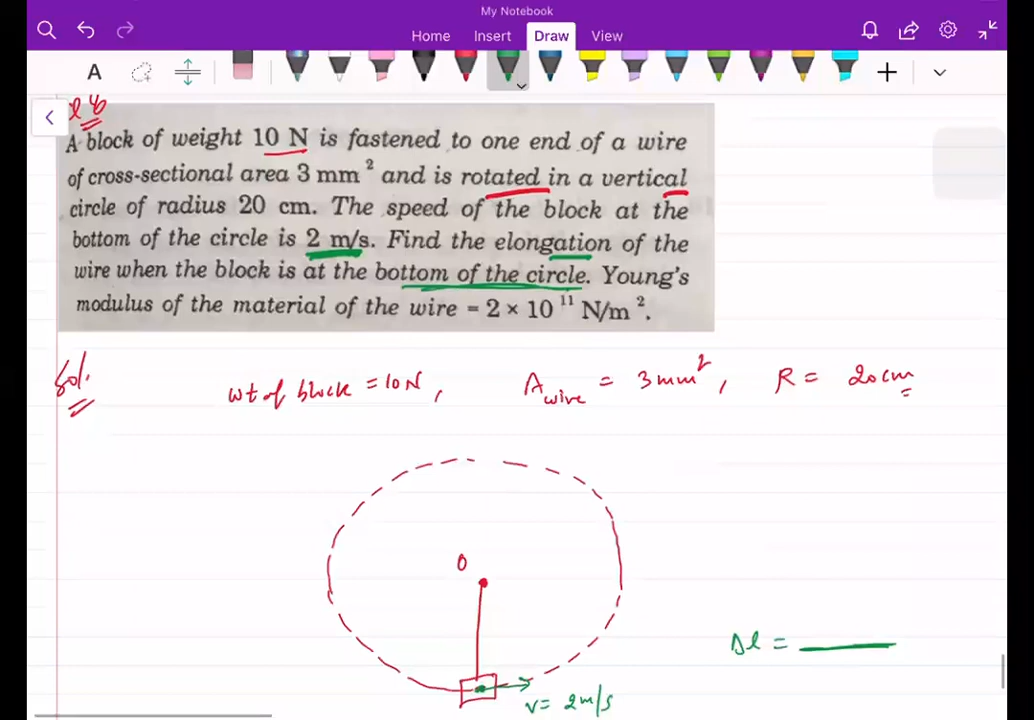 My Notebook
Home Insert Draw View
A
A block of weight 10 N is fastened to one end of a wire
of cross-sectional area 3 mm² and is rotated in a vertical
circle of radius 20 cm. The speed of the block at the
bottom of the circle is 2 m/s. Find the elongation of the
wire when the block is at the bottom of the circle. Young's
modulus of the material of the wire = 2 × 10¹¹ N/m².
Sol.
wt of block = 10N, A wire = 3mm², R = 20cm
O
Δl =
v = 2m/s